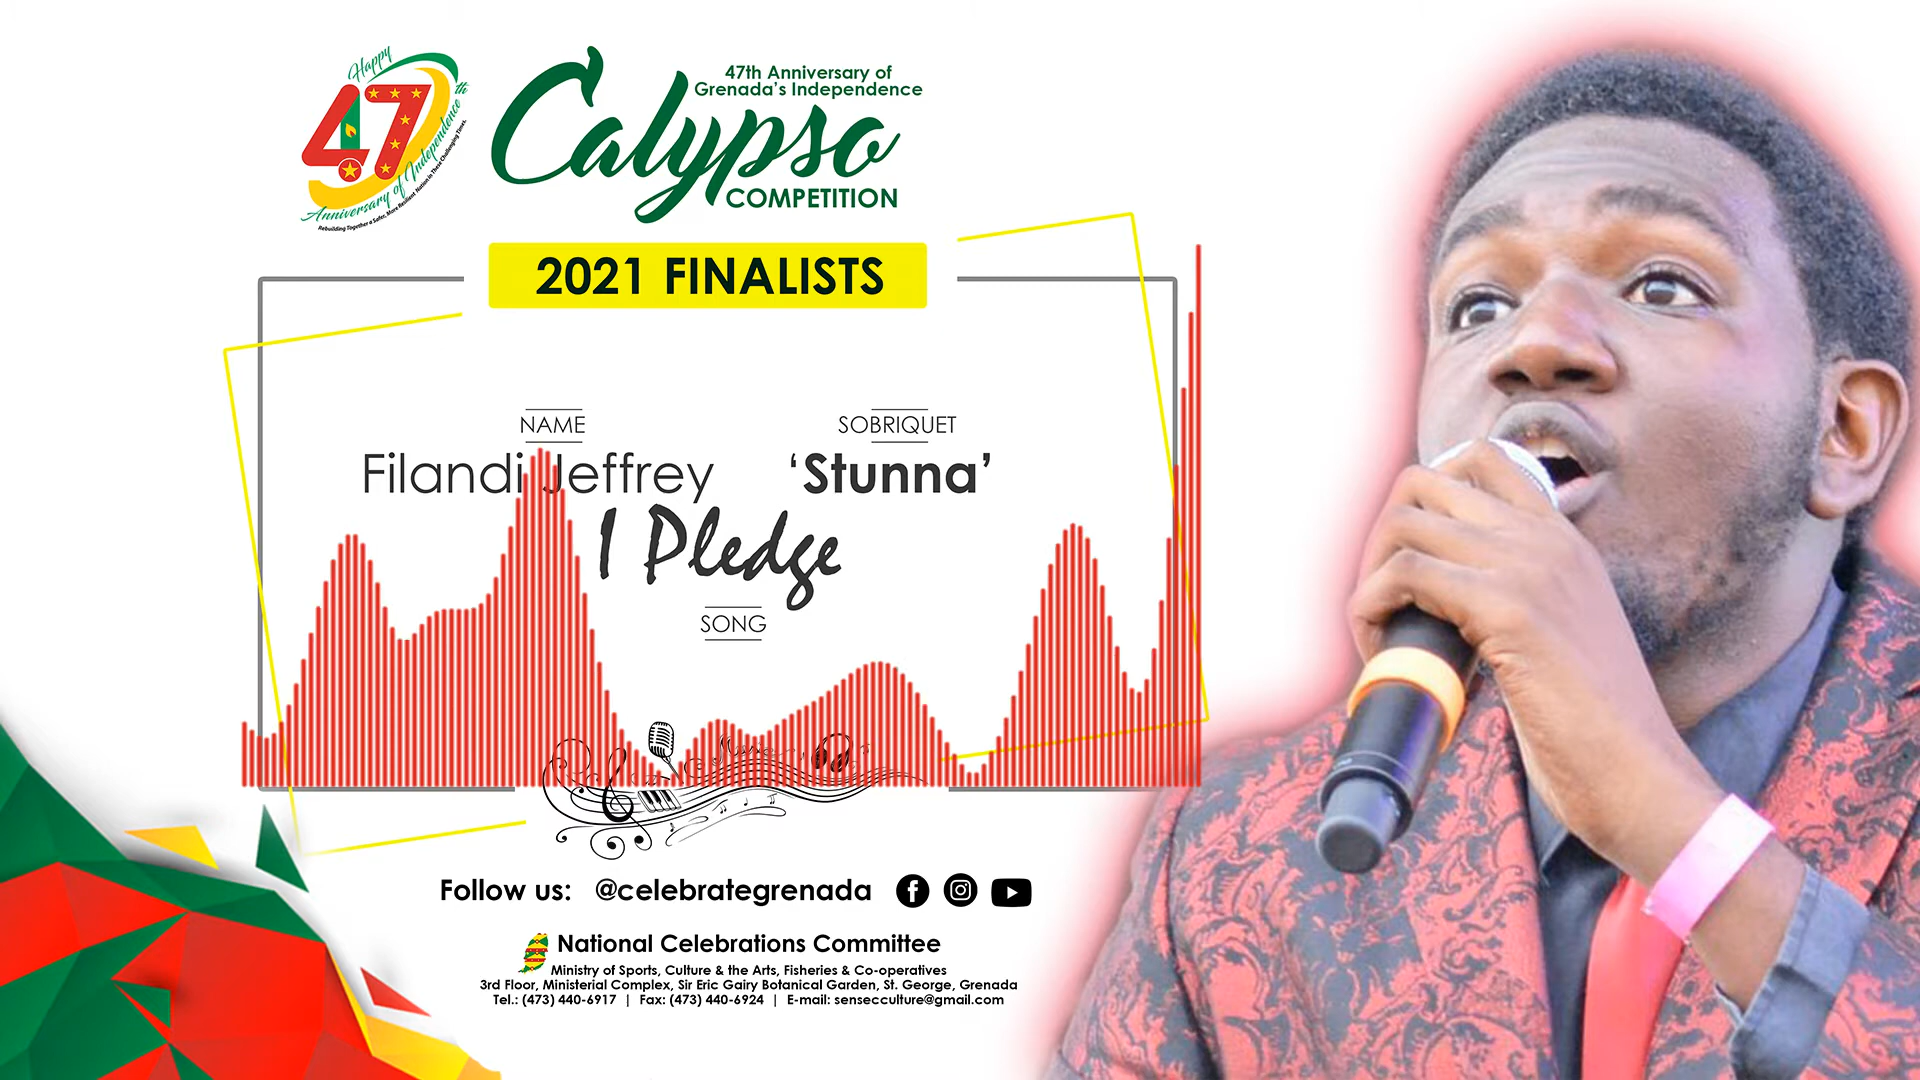 Happy
47th
Anniversary of Independence
Rebuilding Together a Safer, More Resilient Nation in These Challenging Times.
47th Anniversary of
Grenada's Independence
Calypso
COMPETITION
2021 FINALISTS
NAME
Filandi Jeffrey
SOBRIQUET
‘Stunna’
I Pledge
SONG
Follow us: @celebrategrenada
National Celebrations Committee
Ministry of Sports, Culture & the Arts, Fisheries & Co-operatives
3rd Floor, Ministerial Complex, Sir Eric Gairy Botanical Garden, St. George, Grenada
Tel.: (473) 440-6917 | Fax: (473) 440-6924 | E-mail: sensecculture@gmail.com